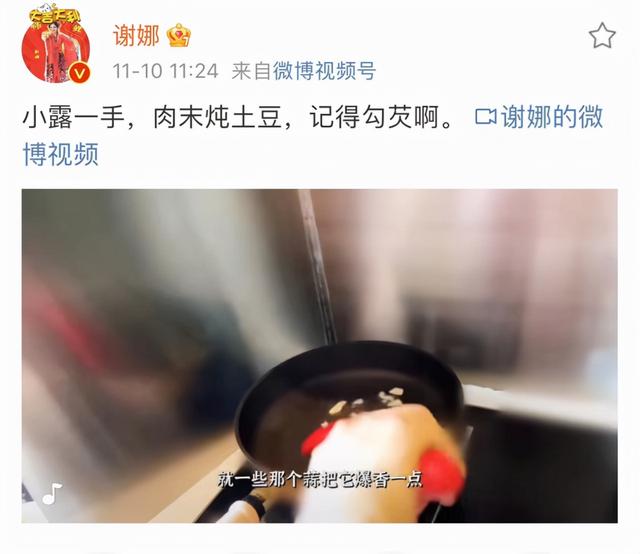 谢娜
11-10 11:24 来自微博视频号
小露一手，肉末炖土豆，记得勾芡啊。 谢娜的微
博视频
就一些那个蒜把它爆香一点